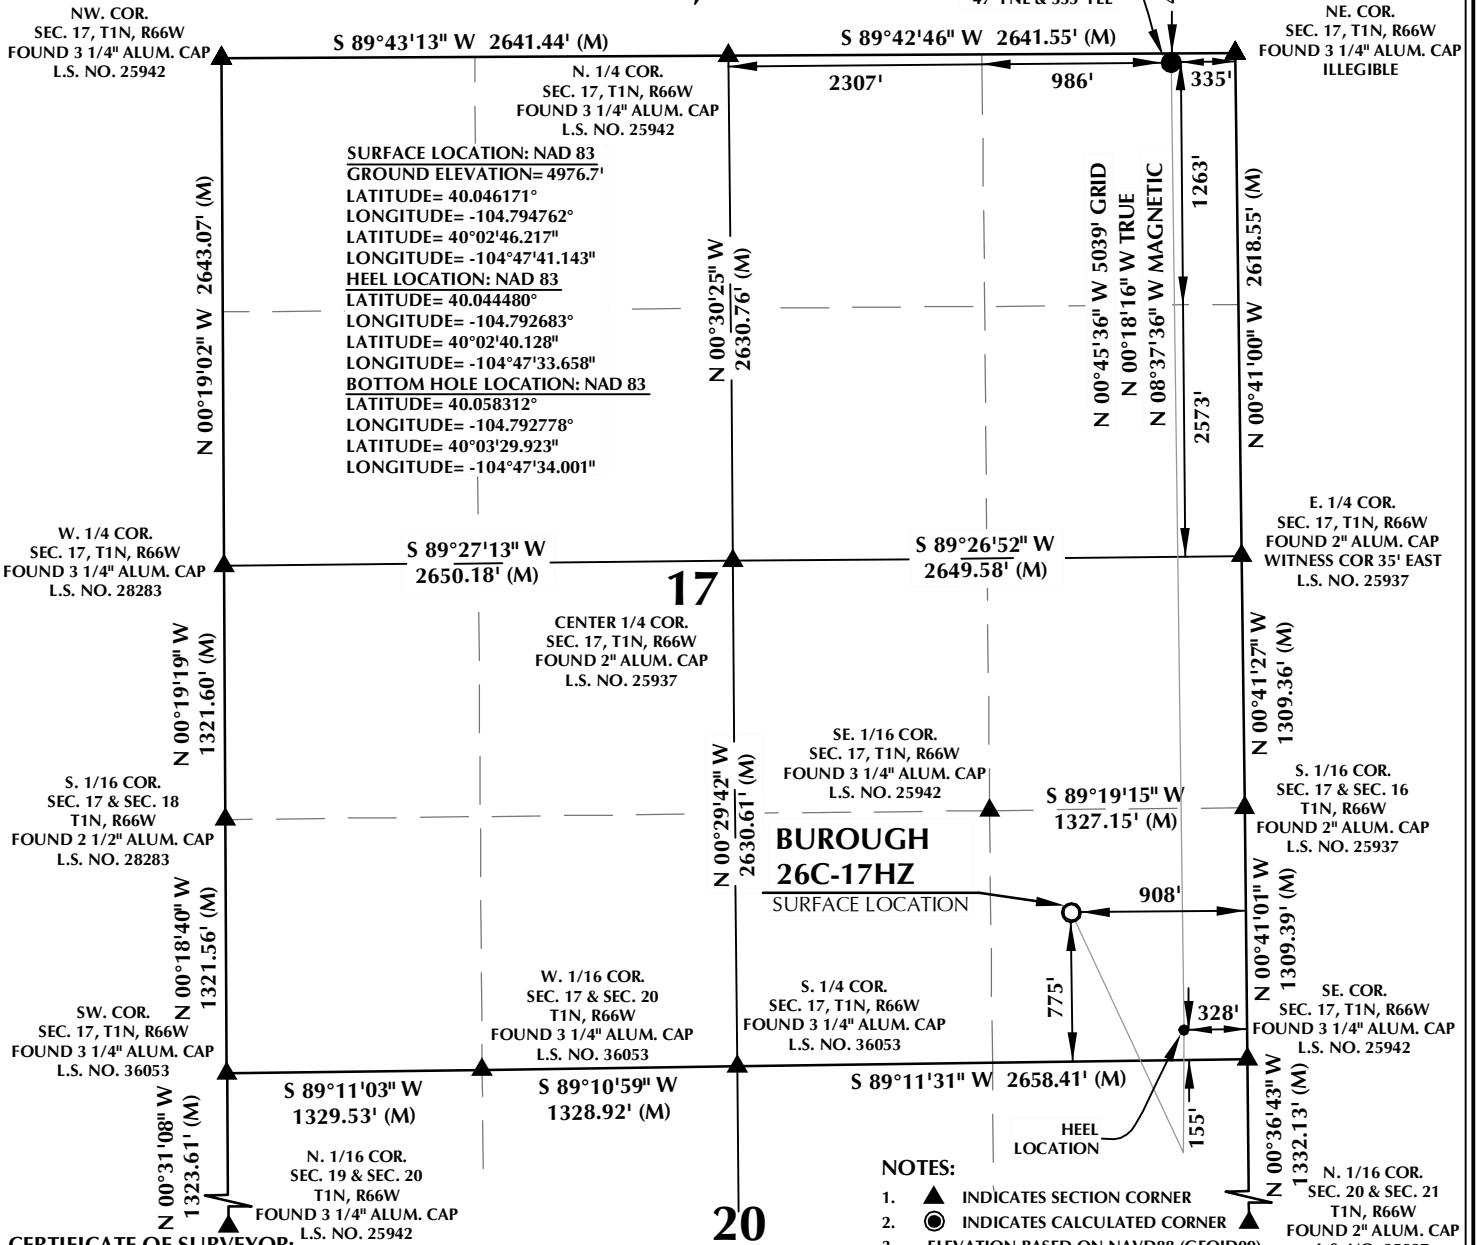 NW. COR.
SEC. 17, T1N, R66W
FOUND 3 1/4" ALUM. CAP
L.S. NO. 25942
S 89°43'13" W 2641.44' (M)
S 89°42'46" W 2641.55' (M)
NE. COR.
SEC. 17, T1N, R66W
FOUND 3 1/4" ALUM. CAP
ILLEGIBLE
N. 1/4 COR.
SEC. 17, T1N, R66W
FOUND 3 1/4" ALUM. CAP
L.S. NO. 25942
2307'
986'
335'
SURFACE LOCATION: NAD 83
GROUND ELEVATION= 4976.7'
LATITUDE= 40.046171°
LONGITUDE= -104.794762°
LATITUDE= 40°02'46.217"
LONGITUDE= -104°47'41.143"
HEEL LOCATION: NAD 83
LATITUDE= 40.044480°
LONGITUDE= -104.792683°
LATITUDE= 40°02'40.128"
LONGITUDE= -104°47'33.658"
BOTTOM HOLE LOCATION: NAD 83
LATITUDE= 40.058312°
LONGITUDE= -104.792778°
LATITUDE= 40°03'29.923"
LONGITUDE= -104°47'34.001"
N 00°19'02" W 2643.07' (M)
N 00°30'25" W
2630.76' (M)
N 00°45'36" W 5039' GRID
N 00°18'16" W TRUE
N 08°37'36" W MAGNETIC
1263'
2573'
N 00°41'00" W 2618.55' (M)
W. 1/4 COR.
SEC. 17, T1N, R66W
FOUND 3 1/4" ALUM. CAP
L.S. NO. 28283
S 89°27'13" W
2650.18' (M)
S 89°26'52" W
2649.58' (M)
E. 1/4 COR.
SEC. 17, T1N, R66W
FOUND 2" ALUM. CAP
WITNESS COR 35' EAST
L.S. NO. 25937
17
CENTER 1/4 COR.
SEC. 17, T1N, R66W
FOUND 2" ALUM. CAP
L.S. NO. 25937
N 00°19'19" W
1321.60' (M)
N 00°41'27" W
1309.36' (M)
SE. 1/16 COR.
SEC. 17, T1N, R66W
FOUND 3 1/4" ALUM. CAP
L.S. NO. 25942
S. 1/16 COR.
SEC. 17 & SEC. 18
T1N, R66W
FOUND 2 1/2" ALUM. CAP
L.S. NO. 28283
N 00°29'42" W
2630.61' (M)
S 89°19'15" W
1327.15' (M)
S. 1/16 COR.
SEC. 17 & SEC. 16
T1N, R66W
FOUND 2" ALUM. CAP
L.S. NO. 25937
BUROUGH
26C-17HZ
SURFACE LOCATION
908'
775'
N 00°18'40" W
1321.56' (M)
N 00°41'01" W
1309.39' (M)
SW. COR.
SEC. 17, T1N, R66W
FOUND 3 1/4" ALUM. CAP
L.S. NO. 36053
W. 1/16 COR.
SEC. 17 & SEC. 20
T1N, R66W
FOUND 3 1/4" ALUM. CAP
L.S. NO. 36053
S. 1/4 COR.
SEC. 17, T1N, R66W
FOUND 3 1/4" ALUM. CAP
L.S. NO. 36053
328'
SE. COR.
SEC. 17, T1N, R66W
FOUND 3 1/4" ALUM. CAP
L.S. NO. 25942
S 89°11'03" W
1329.53' (M)
S 89°10'59" W
1328.92' (M)
S 89°11'31" W 2658.41' (M)
HEEL
LOCATION
155'
N 00°31'08" W
1323.61' (M)
N 00°36'43" W
1332.13' (M)
N. 1/16 COR.
SEC. 19 & SEC. 20
T1N, R66W
FOUND 3 1/4" ALUM. CAP
L.S. NO. 25942
20
NOTES:
1. INDICATES SECTION CORNER
2. INDICATES CALCULATED CORNER
3. ELEVATION BASED ON NAVD88 (GEOID09)
N. 1/16 COR.
SEC. 20 & SEC. 21
T1N, R66W
FOUND 2" ALUM. CAP
CERTIFICATE OF SURVEYOR: